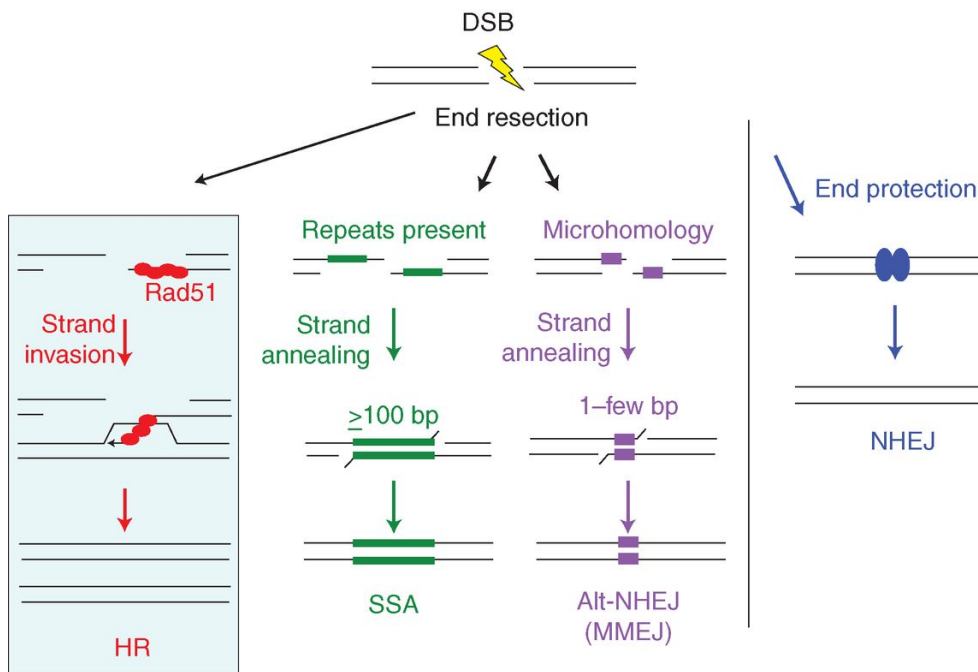 DSB
End resection
End protection
Repeats present
Microhomology
Rad51
Strand
invasion
Strand
annealing
Strand
annealing
≥100 bp
1–few bp
NHEJ
SSA
Alt-NHEJ
(MMEJ)
HR